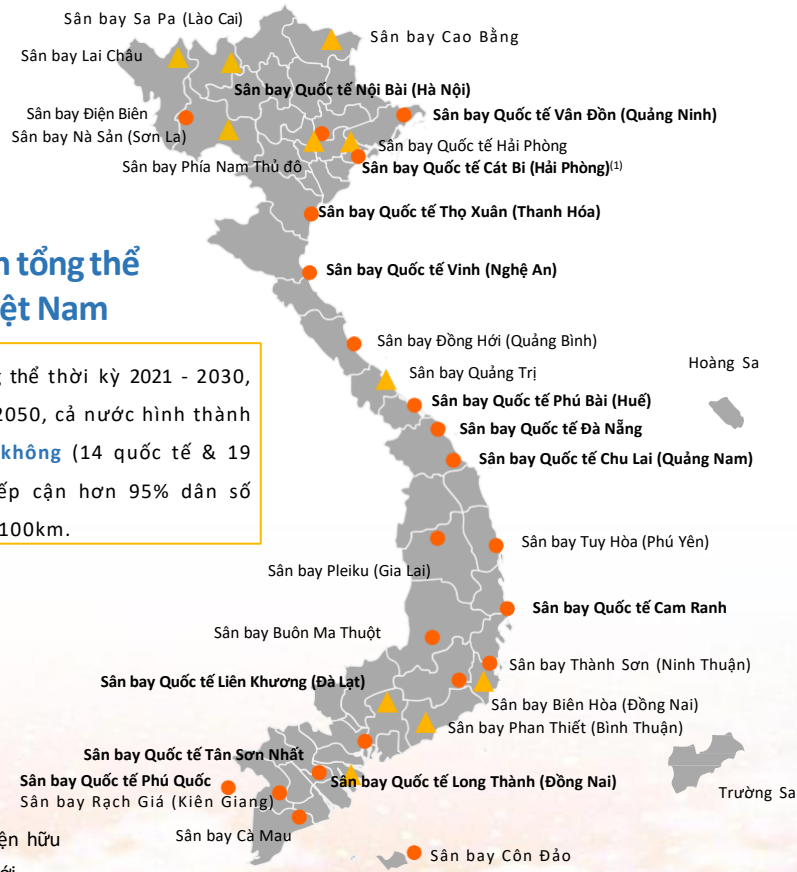 Sân bay Sa Pa (Lào Cai)
Sân bay Cao Bằng
Sân bay Lai Châu
Sân bay Quốc tế Nội Bài (Hà Nội)
Sân bay Điện Biên
Sân bay Quốc tế Vân Đồn (Quảng Ninh)
Sân bay Nà Sản (Sơn La)
Sân bay Quốc tế Hải Phòng
Sân bay Phía Nam Thủ đô
Sân bay Quốc tế Cát Bi (Hải Phòng)(1)
Sân bay Quốc tế Thọ Xuân (Thanh Hóa)
tổng thể
ệt Nam
Sân bay Quốc tế Vinh (Nghệ An)
Sân bay Đồng Hới (Quảng Bình)
thể thời kỳ 2021 - 2030,
2050, cả nước hình thành
không (14 quốc tế & 19
ếp cận hơn 95% dân số
100km.
Hoàng Sa
Sân bay Quảng Trị
Sân bay Quốc tế Phú Bài (Huế)
Sân bay Quốc tế Đà Nẵng
Sân bay Quốc tế Chu Lai (Quảng Nam)
Sân bay Tuy Hòa (Phú Yên)
Sân bay Pleiku (Gia Lai)
Sân bay Quốc tế Cam Ranh
Sân bay Buôn Ma Thuột
Sân bay Thành Sơn (Ninh Thuận)
Sân bay Quốc tế Liên Khương (Đà Lạt)
Sân bay Biên Hòa (Đồng Nai)
Sân bay Phan Thiết (Bình Thuận)
Sân bay Quốc tế Tân Sơn Nhất
Sân bay Quốc tế Phú Quốc
Sân bay Quốc tế Long Thành (Đồng Nai)
Sân bay Rạch Giá (Kiên Giang)
Trường Sa
Sân bay Cà Mau
ện hữu
Sân bay Côn Đảo